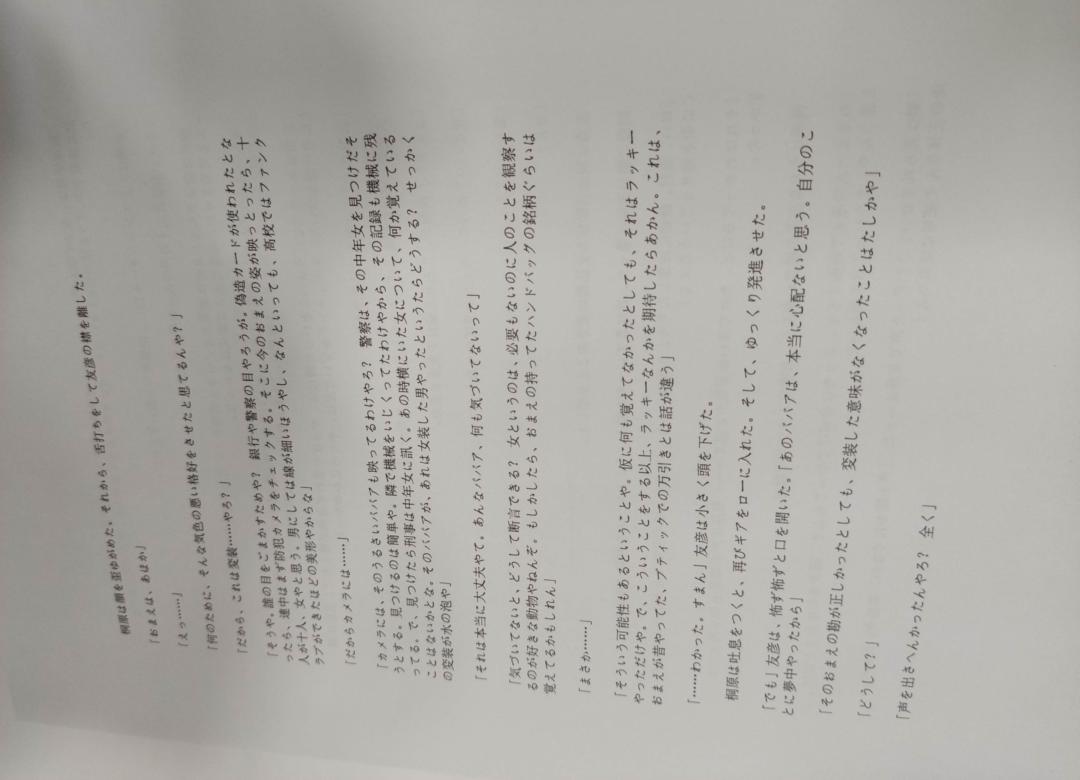 桐原は顔を歪ゆがめた。それから、舌打ちをして友彦の襟を離した。
「おまえは、あほか」
「えっ……」
「何のために、そんな気色の悪い格好をさせたと思てるんや？」
「だから、これは変装……やろ？」
「そうや。誰の目をごまかすためや？　銀行や警察の目やろうが。偽造カードが使われたとな
ったら、連中はまず防犯カメラをチェックする。そこに今のおまえの姿が映っとったら、十
人が十人、女やと思う。男にしては線が細いほうやし、なんといっても、高校ではファンク
ラブができたほどの美形やからな」
「だからカメラには……」
「カメラには、そのうるさいババアも映ってるわけやろ？　警察は、その中年女を見つけだそ
うとする。見つけるのは簡単や。隣で機械をいじくってたわけやから、その記録も機械に残
ってる。で、見つけたら刑事は中年女に訊く。あの時横にいた女について、何か覚えている
ことはないかとな。そのババアが、あれは女装した男やったというたらどうする？　せっかく
の変装が水の泡や」
「それは本当に大丈夫やて。あんなババア、何も気づいてないって」
「気づいてないと、どうして断言できる？　女というのは、必要もないのに人のことを観察す
るのが好きな動物やねんぞ。もしかしたら、おまえの持ってたハンドバッグの銘柄ぐらいは
覚えてるかもしれん」
「まさか……」
「そういう可能性もあるということや。仮に何も覚えてなかったとしても、それはラッキー
やっただけや。で、こういうことをする以上、ラッキーなんかを期待したらあかん。これは、
おまえが昔やってた、ブティックでの万引きとは話が違う」
「……わかった。すまん」友彦は小さく頭を下げた。
桐原は吐息をつくと、再びギアをローに入れた。そして、ゆっくり発進させた。
「でも」友彦は、怖ず怖ずと口を開いた。「あのババアは、本当に心配ないと思う。自分のこ
とに夢中やったから」
「そのおまえの勘が正しかったとしても、変装した意味がなくなったことはたしかや」
「どうして？」
「声を出さへんかったんやろ？　全く」